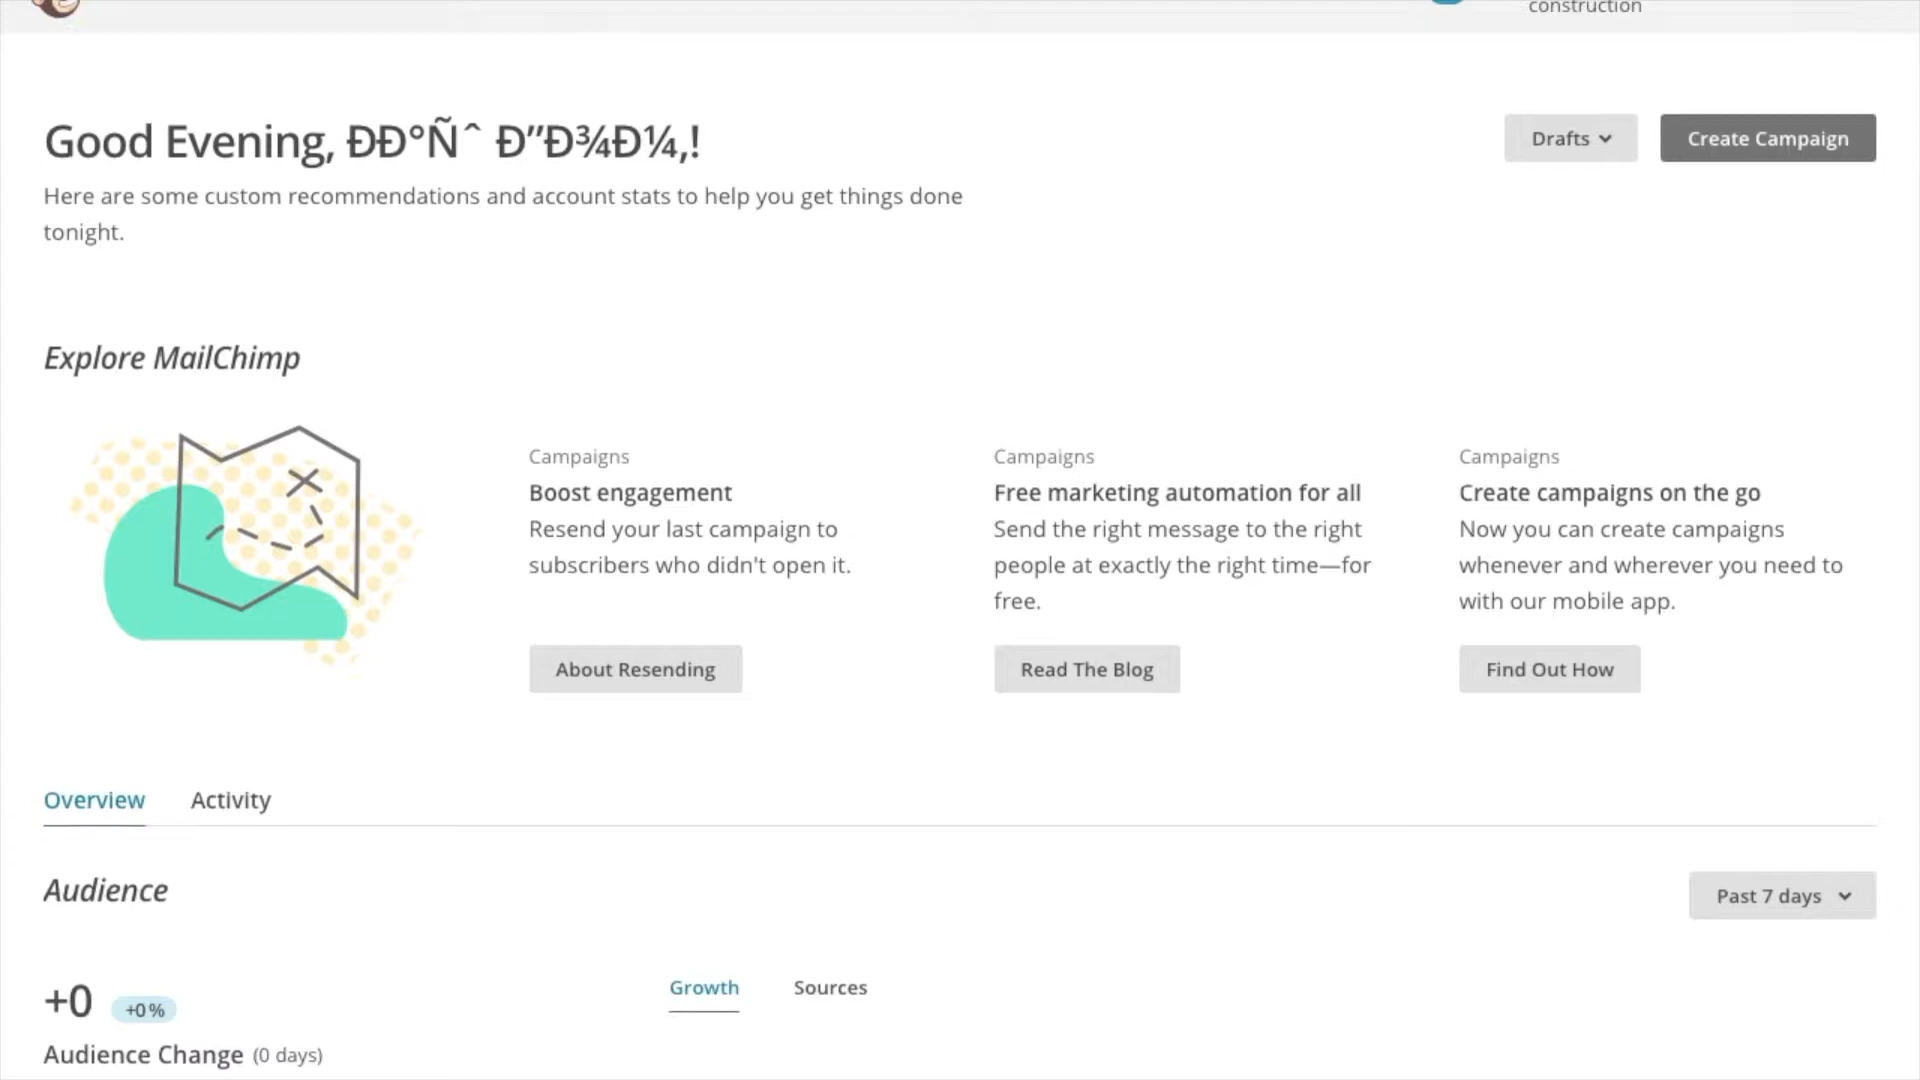 construction
Good Evening, ÐÐ°Ñˆ Ð”Ð¾Ð¼,!
Drafts
Create Campaign
Here are some custom recommendations and account stats to help you get things done
tonight.
Explore MailChimp
Campaigns
Boost engagement
Resend your last campaign to
subscribers who didn't open it.
About Resending
Campaigns
Free marketing automation for all
Send the right message to the right
people at exactly the right time—for
free.
Read The Blog
Campaigns
Create campaigns on the go
Now you can create campaigns
whenever and wherever you need to
with our mobile app.
Find Out How
Overview
Activity
Audience
Past 7 days
+0
+0%
Audience Change (0 days)
Growth
Sources